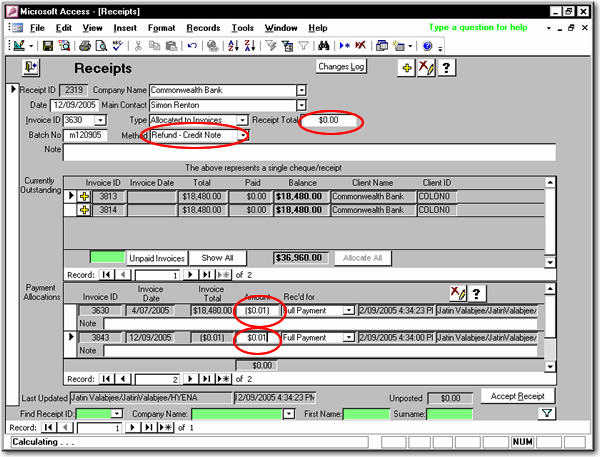 Microsoft Access - [Receipts]
File Edit View Insert Format Records Tools Window Help Type a question for help
Receipts Changes Log
Receipt ID 2319 Company Name Commonwealth Bank
Date 12/09/2005 Main Contact Simon Renton
Invoice ID 3630 Type Allocated to Invoices Receipt Total $0.00
Batch No m120905 Method Refund - Credit Note
Note
The above represents a single cheque/receipt
Currently Outstanding
Invoice ID Invoice Date Total Paid Balance Client Name Client ID
3813 $18,480.00 $0.00 $18,480.00 Commonwealth Bank COLON0
3814 $18,480.00 $0.00 $18,480.00 Commonwealth Bank COLON0
Unpaid Invoices Show All $36,960.00 Allocate All
Record: 1 of 2
Payment Allocations
Invoice ID Invoice Date Invoice Total Amount Rec'd for
3630 4/07/2005 $18,480.00 ($0.01) Full Payment 2/09/2005 4:34:23 PM Jatin Valabjee/JatinValabjee/
Note
3843 12/09/2005 ($0.01) $0.01 Full Payment 2/09/2005 4:34:00 PM Jatin Valabjee/JatinValabjee/
Note
$0.00
Record: 2 of 2
Last Updated Jatin Valabjee/JatinValabjee/HYENA 12/09/2005 4:34:23 PM Unposted $0.00 Accept Receipt
Find Receipt ID: Company Name: First Name: Surname:
Record: 1 of 1
Calculating . . . NUM